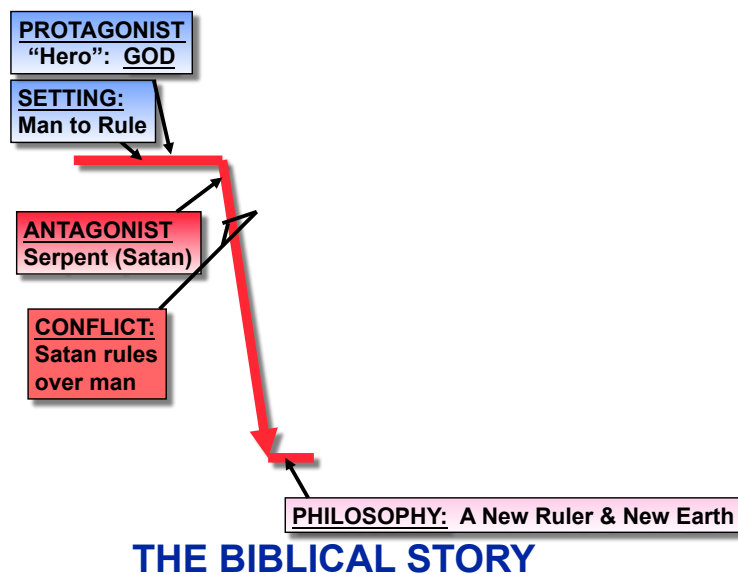 PROTAGONIST
“Hero”: GOD
SETTING:
Man to Rule
ANTAGONIST
Serpent (Satan)
CONFLICT:
Satan rules
over man
PHILOSOPHY: A New Ruler & New Earth
THE BIBLICAL STORY